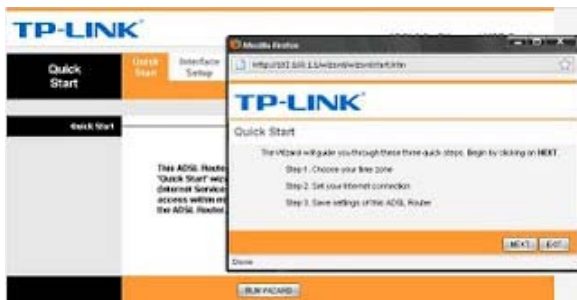 TP-LINK
Quick
Start
Quick
Start
Interface
Setup
Quick Start
This ADSL Router
'Quick Start' wiz
(Internet Service
access within m
the ADSL Router.
RUN WIZARD
Mozilla Firefox
TP-LINK
Quick Start
The Wizard will guide you through these three quick steps. Begin by clicking on NEXT.
Step 1. Choose your time zone
Step 2. Set your Internet connection
Step 3. Save settings of this ADSL Router
NEXT EXIT
Done